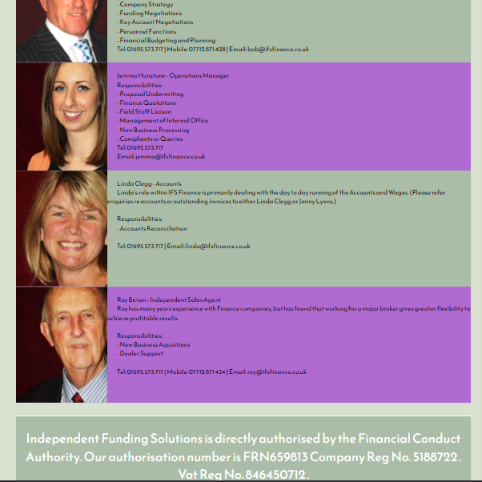 - Company Strategy
- Funding Negotiations
- Key Account Negotiations
- Personnel Functions
- Financial Budgeting and Planning
Tel:01695 573 717 | Mobile: 07712 871 428 | Email: bob@ifsfinance.co.uk
Jemma Hunstone - Operations Manager
Responsibilities:
- Proposal Underwriting
- Finance Quotations
- Field Staff Liaison
- Management of Internal Office
- New Business Processing
- Compliants or Queries
Tel:01695 573 717
Email:jemma@ifsfinance.co.uk
Linda Clegg - Accounts
Linda's role within IFS Finance is primarily dealing with the day to day running of the Accounts and Wages. (Please refer
enquiries re accounts or outstanding invoices to either Linda Clegg or Jenny Lyons.)
Responsibilities:
- Accounts Reconciliation
Tel:01695 573 717 | Email:linda@ifsfinance.co.uk
Roy Bevan - Independent Sales Agent
Roy has many years experience with Finance companies, but has found that working for a major broker gives greater flexibility to
achieve profitable results.
Responsibilities:
- New Business Aquisitions
- Dealer Support
Tel:01695 573 717 | Mobile: 07712 871 434 | Email:roy@ifsfinance.co.uk
Independent Funding Solutions is directly authorised by the Financial Conduct
Authority. Our authorisation number is FRN659813 Company Reg No. 5188722 .
Vat Reg No. 846450712 .